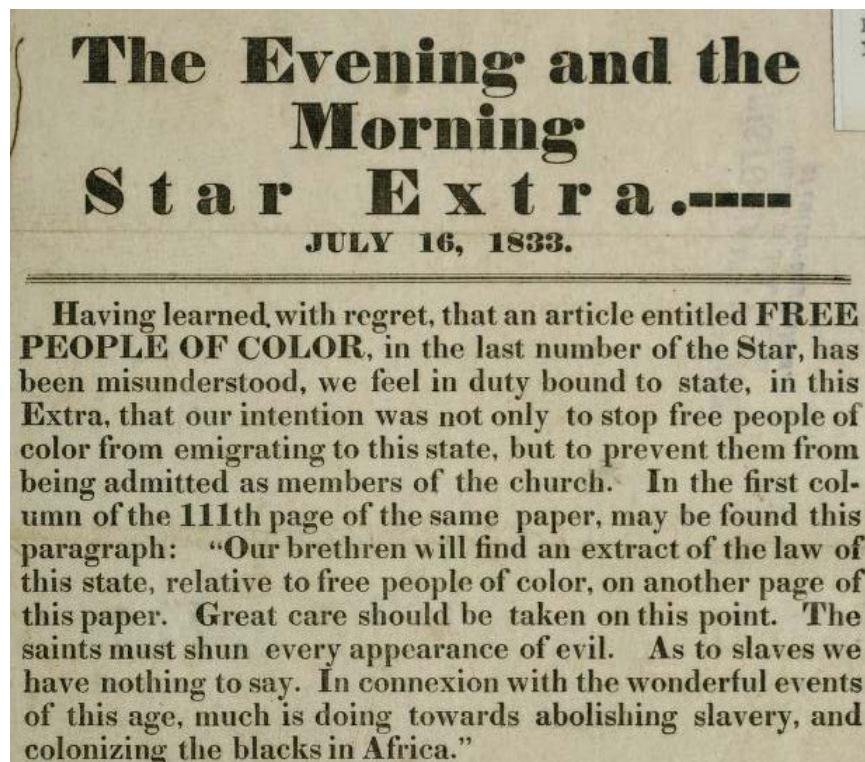 The Evening and the
Morning
Star Extra.----
JULY 16, 1833.
Having learned, with regret, that an article entitled FREE
PEOPLE OF COLOR, in the last number of the Star, has
been misunderstood, we feel in duty bound to state, in this
Extra, that our intention was not only to stop free people of
color from emigrating to this state, but to prevent them from
being admitted as members of the church. In the first col-
umn of the 111th page of the same paper, may be found this
paragraph: "Our brethren will find an extract of the law of
this state, relative to free people of color, on another page of
this paper. Great care should be taken on this point. The
saints must shun every appearance of evil. As to slaves we
have nothing to say. In connexion with the wonderful events
of this age, much is doing towards abolishing slavery, and
colonizing the blacks in Africa."